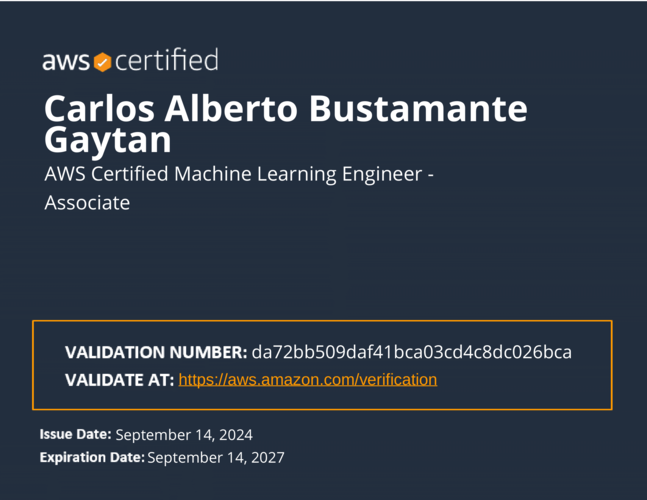 aws certified
Carlos Alberto Bustamante
Gaytan
AWS Certified Machine Learning Engineer -
Associate
VALIDATION NUMBER: da72bb509daf41bca03cd4c8dc026bca
VALIDATE AT: https://aws.amazon.com/verification
Issue Date: September 14, 2024
Expiration Date: September 14, 2027